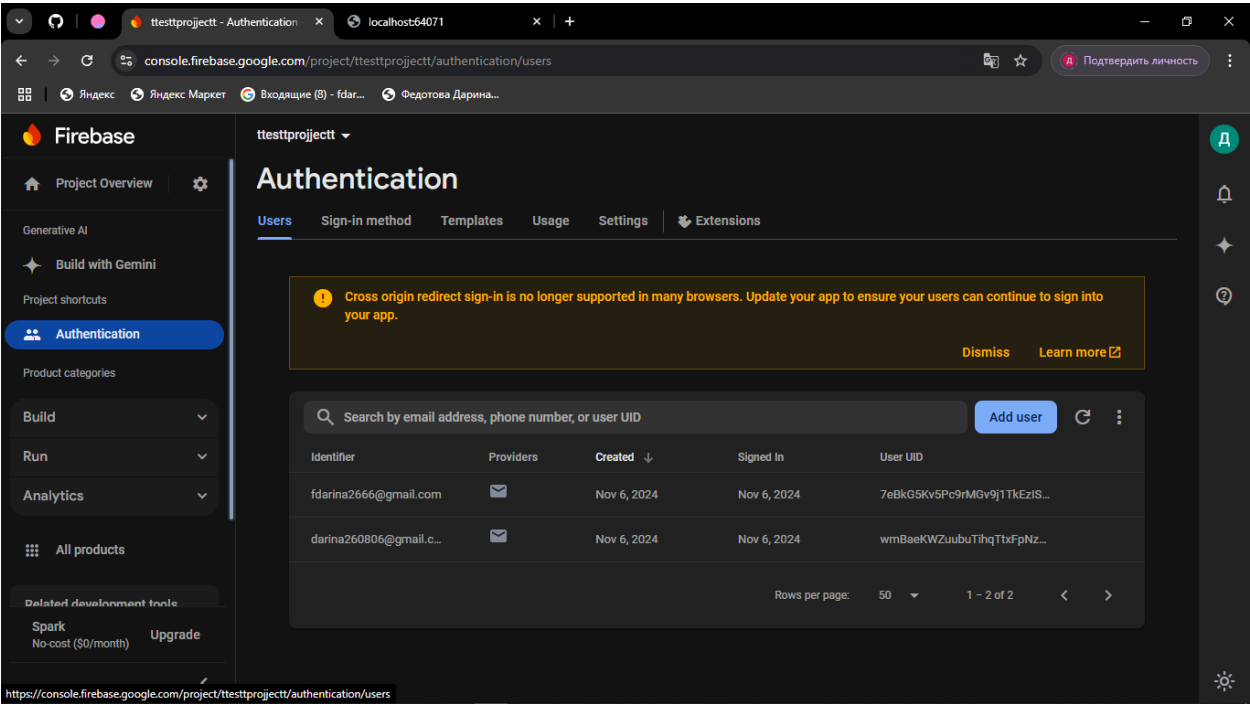 ttesttprojjectt - Authentication
localhost:64071
console.firebase.google.com/project/ttesttprojjectt/authentication/users
Д Подтвердить личность
Яндекс
Яндекс Маркет
Входящие (8) - fdar...
Федотова Дарина...
Firebase
ttesttprojjectt
Д
Project Overview
Authentication
Users
Sign-in method
Templates
Usage
Settings
Extensions
Generative AI
Build with Gemini
Project shortcuts
Authentication
Product categories
Build
Run
Analytics
All products
Related development tools
Spark
No-cost ($0/month)
Upgrade
Cross origin redirect sign-in is no longer supported in many browsers. Update your app to ensure your users can continue to sign into
your app.
Dismiss
Learn more
Search by email address, phone number, or user UID
Add user
Identifier Providers Created Signed In User UID
fdarina2666@gmail.com Nov 6, 2024 Nov 6, 2024 7eBkG5Kv5Pc9rMGv9j1TkEzIS...
darina260806@gmail.c... Nov 6, 2024 Nov 6, 2024 wmBaeKWZuubuTihqTtxFpNz...
Rows per page: 50 1 – 2 of 2
https://console.firebase.google.com/project/ttesttprojjectt/authentication/users